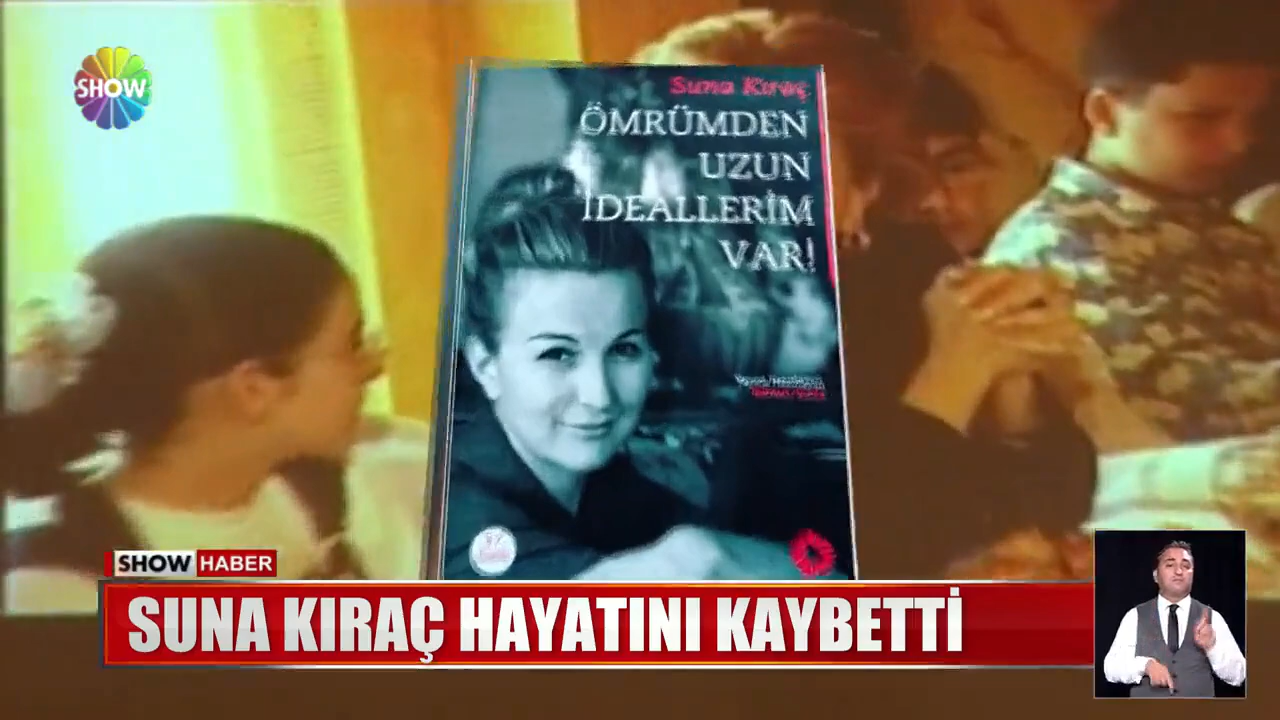 SHOW
Suna Kıraç
ÖMRÜMDEN
UZUN
İDEALLERİM
VAR!
SHOW HABER
SUNA KIRAÇ HAYATINI KAYBETTİ